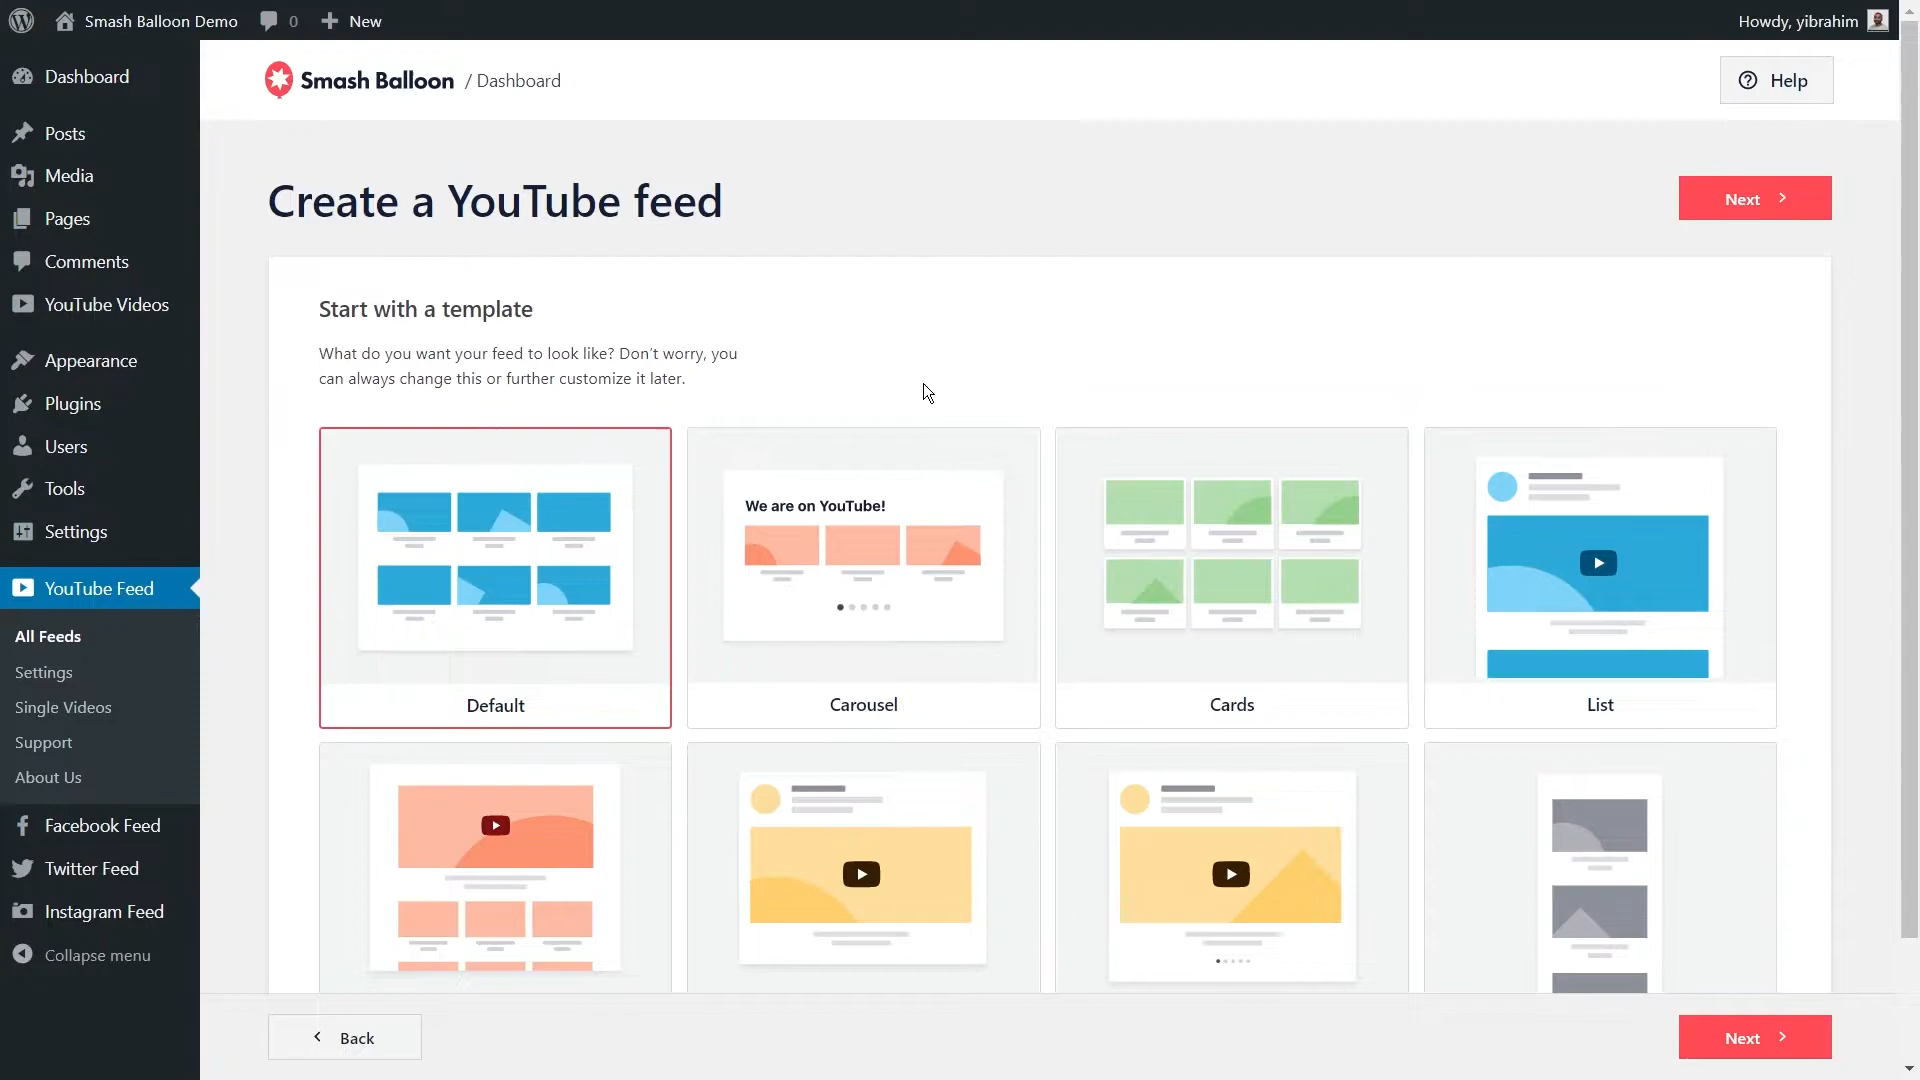 Smash Balloon Demo
0
New
Howdy, yibrahim
Dashboard
Posts
Media
Pages
Comments
YouTube Videos
Appearance
Plugins
Users
Tools
Settings
YouTube Feed
All Feeds
Settings
Single Videos
Support
About Us
Facebook Feed
Twitter Feed
Instagram Feed
Collapse menu
Smash Balloon / Dashboard
Help
Create a YouTube feed
Next
Start with a template
What do you want your feed to look like? Don't worry, you
can always change this or further customize it later.
Default
We are on YouTube!
Carousel
Cards
List
Back
Next